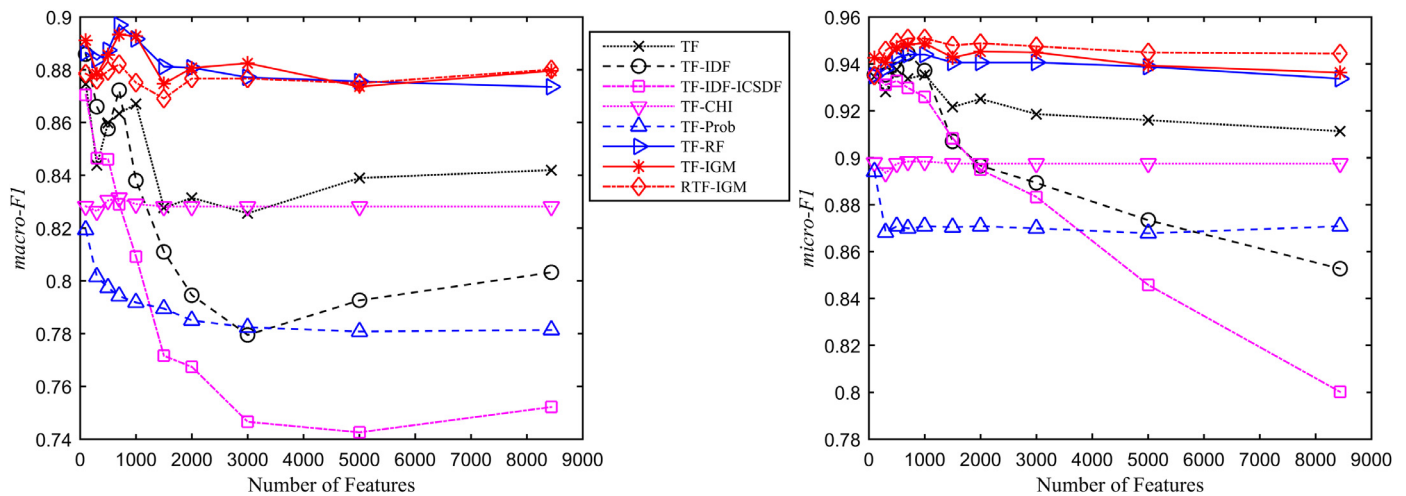 0.9
0.88
0.86
0.84
0.82
0.8
0.78
0.76
0.74
macro-F1
0 1000 2000 3000 4000 5000 6000 7000 8000 9000
Number of Features
TF
TF-IDF
TF-IDF-ICSDF
TF-CHI
TF-Prob
TF-RF
TF-IGM
RTF-IGM
0.96
0.94
0.92
0.9
0.88
0.86
0.84
0.82
0.8
0.78
micro-F1
0 1000 2000 3000 4000 5000 6000 7000 8000 9000
Number of Features